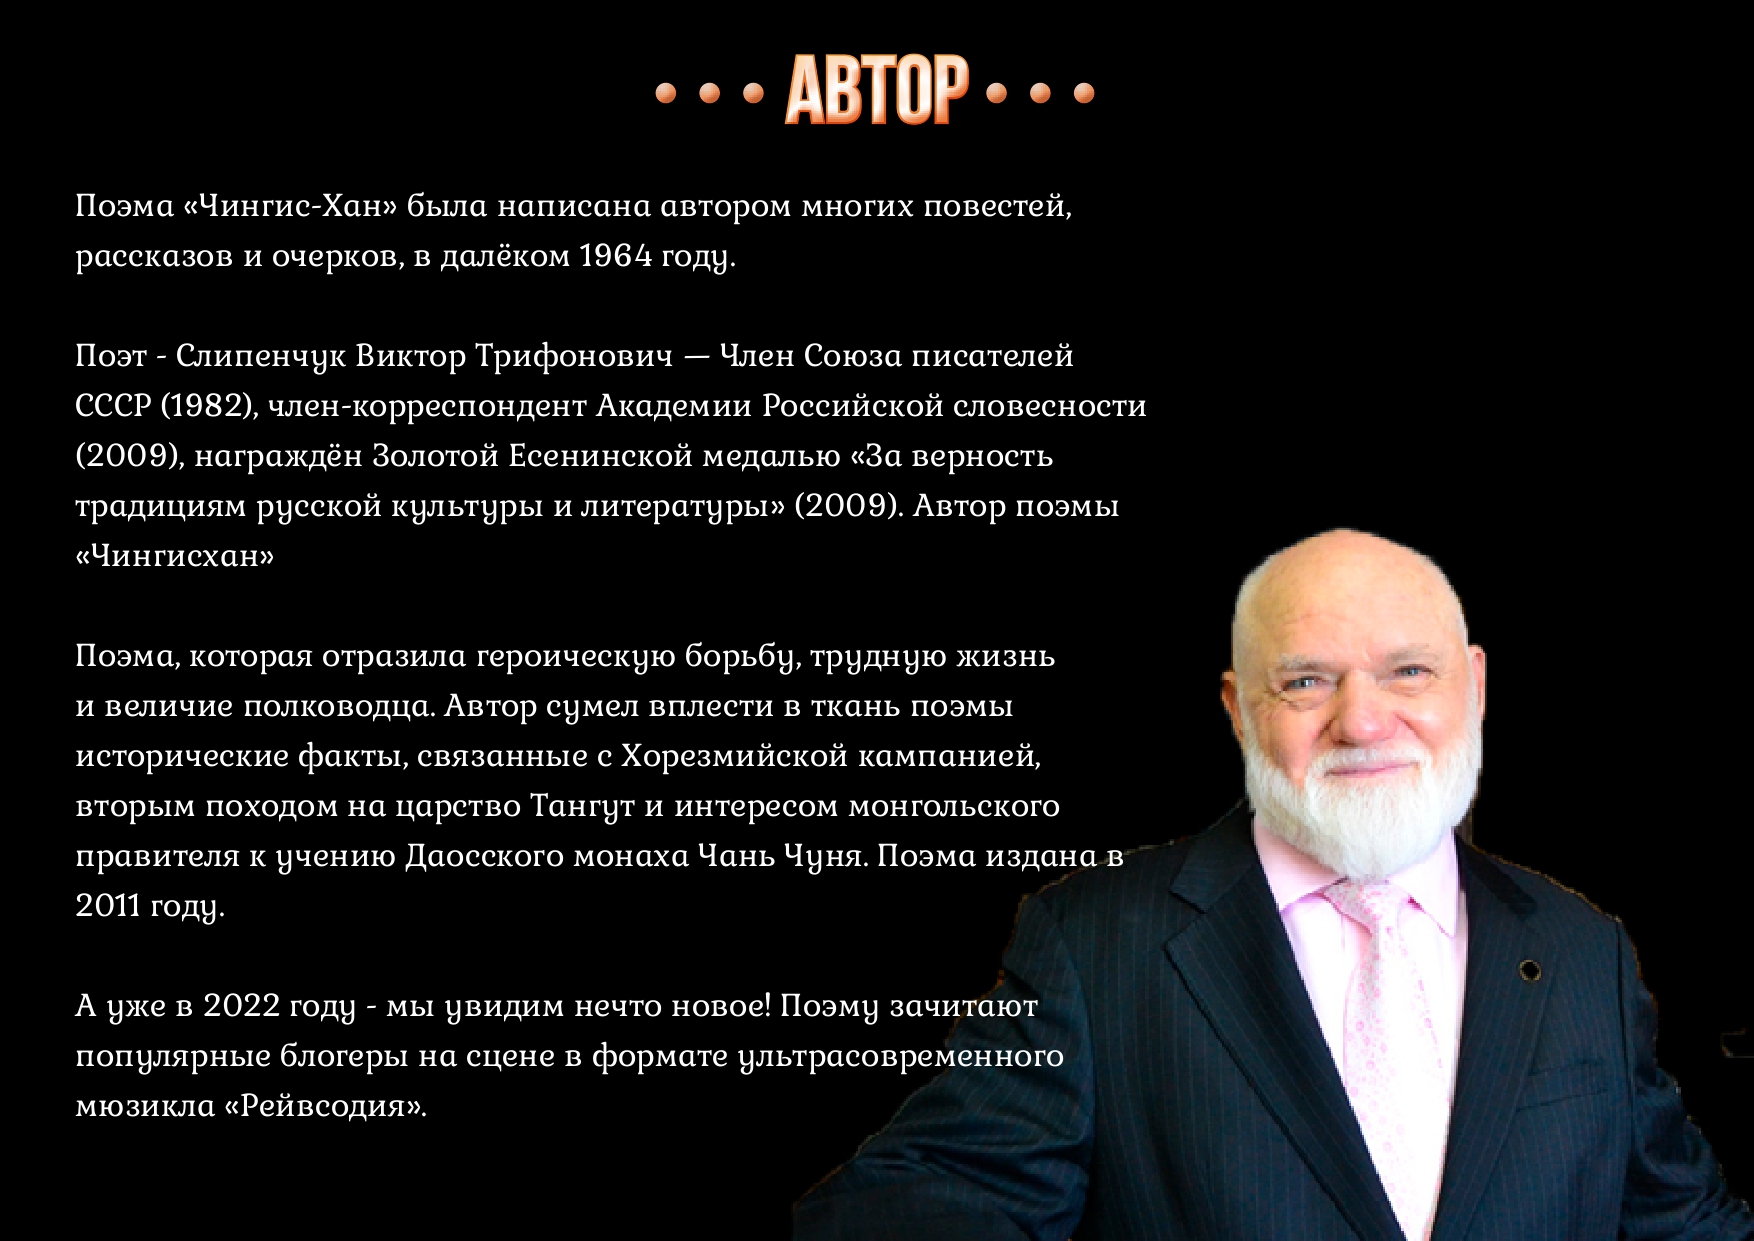 • • • АВТОР • • •
Поэма «Чингис-Хан» была написана автором многих повестей,
рассказов и очерков, в далёком 1964 году.
Поэт - Слипенчук Виктор Трифонович — Член Союза писателей
СССР (1982), член-корреспондент Академии Российской словесности
(2009), награждён Золотой Есенинской медалью «За верность
традициям русской культуры и литературы» (2009). Автор поэмы
«Чингисхан»
Поэма, которая отразила героическую борьбу, трудную жизнь
и величие полководца. Автор сумел вплести в ткань поэмы
исторические факты, связанные с Хорезмийской кампанией,
вторым походом на царство Тангут и интересом монгольского
правителя к учению Даосского монаха Чань Чуня. Поэма издана в
2011 году.
А уже в 2022 году - мы увидим нечто новое! Поэму зачитают
популярные блогеры на сцене в формате ультрасовременного
мюзикла «Рейвсодия».